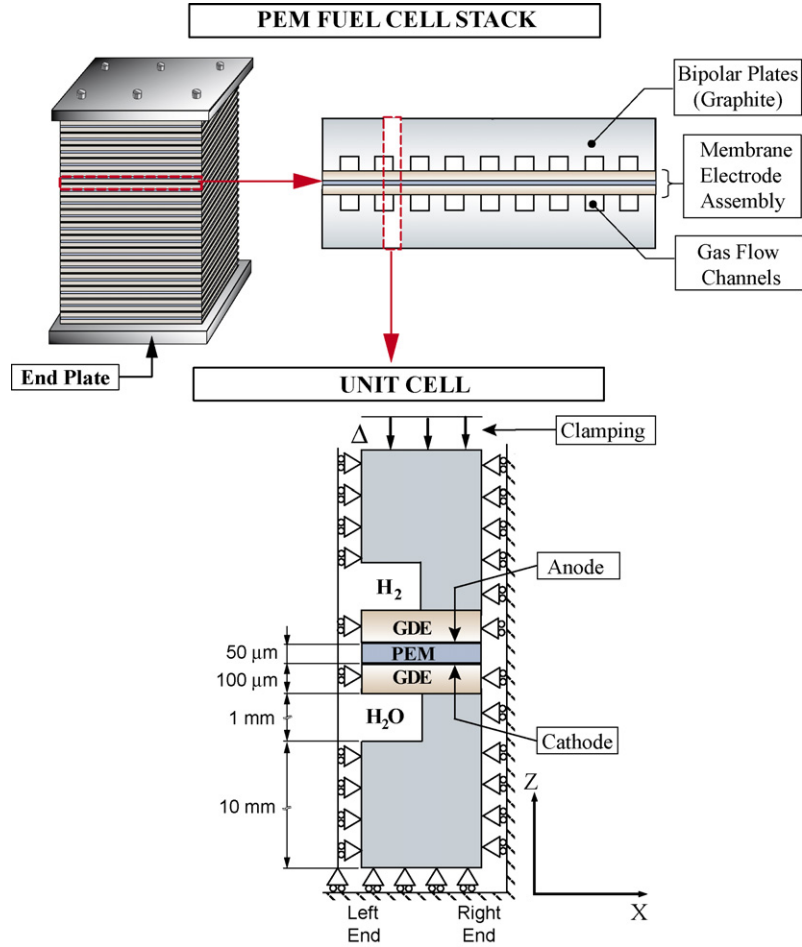 PEM FUEL CELL STACK
Bipolar Plates
(Graphite)
Membrane
Electrode
Assembly
Gas Flow
Channels
End Plate
UNIT CELL
Δ
Clamping
H₂
Anode
GDE
50 μm
PEM
100 μm
GDE
1 mm
H₂O
Cathode
10 mm
Z
X
Left
End
Right
End